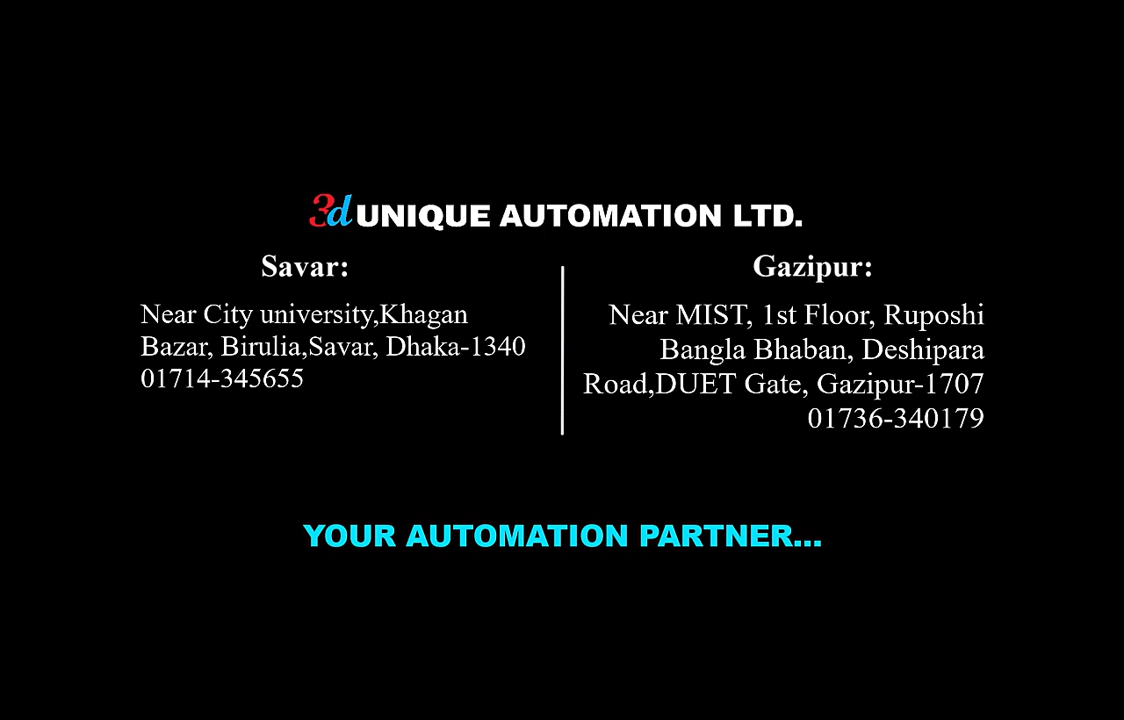 3d UNIQUE AUTOMATION LTD.
Savar:
Near City university,Khagan
Bazar, Birulia,Savar, Dhaka-1340
01714-345655
Gazipur:
Near MIST, 1st Floor, Ruposhi
Bangla Bhaban, Deshipara
Road,DUET Gate, Gazipur-1707
01736-340179
YOUR AUTOMATION PARTNER...